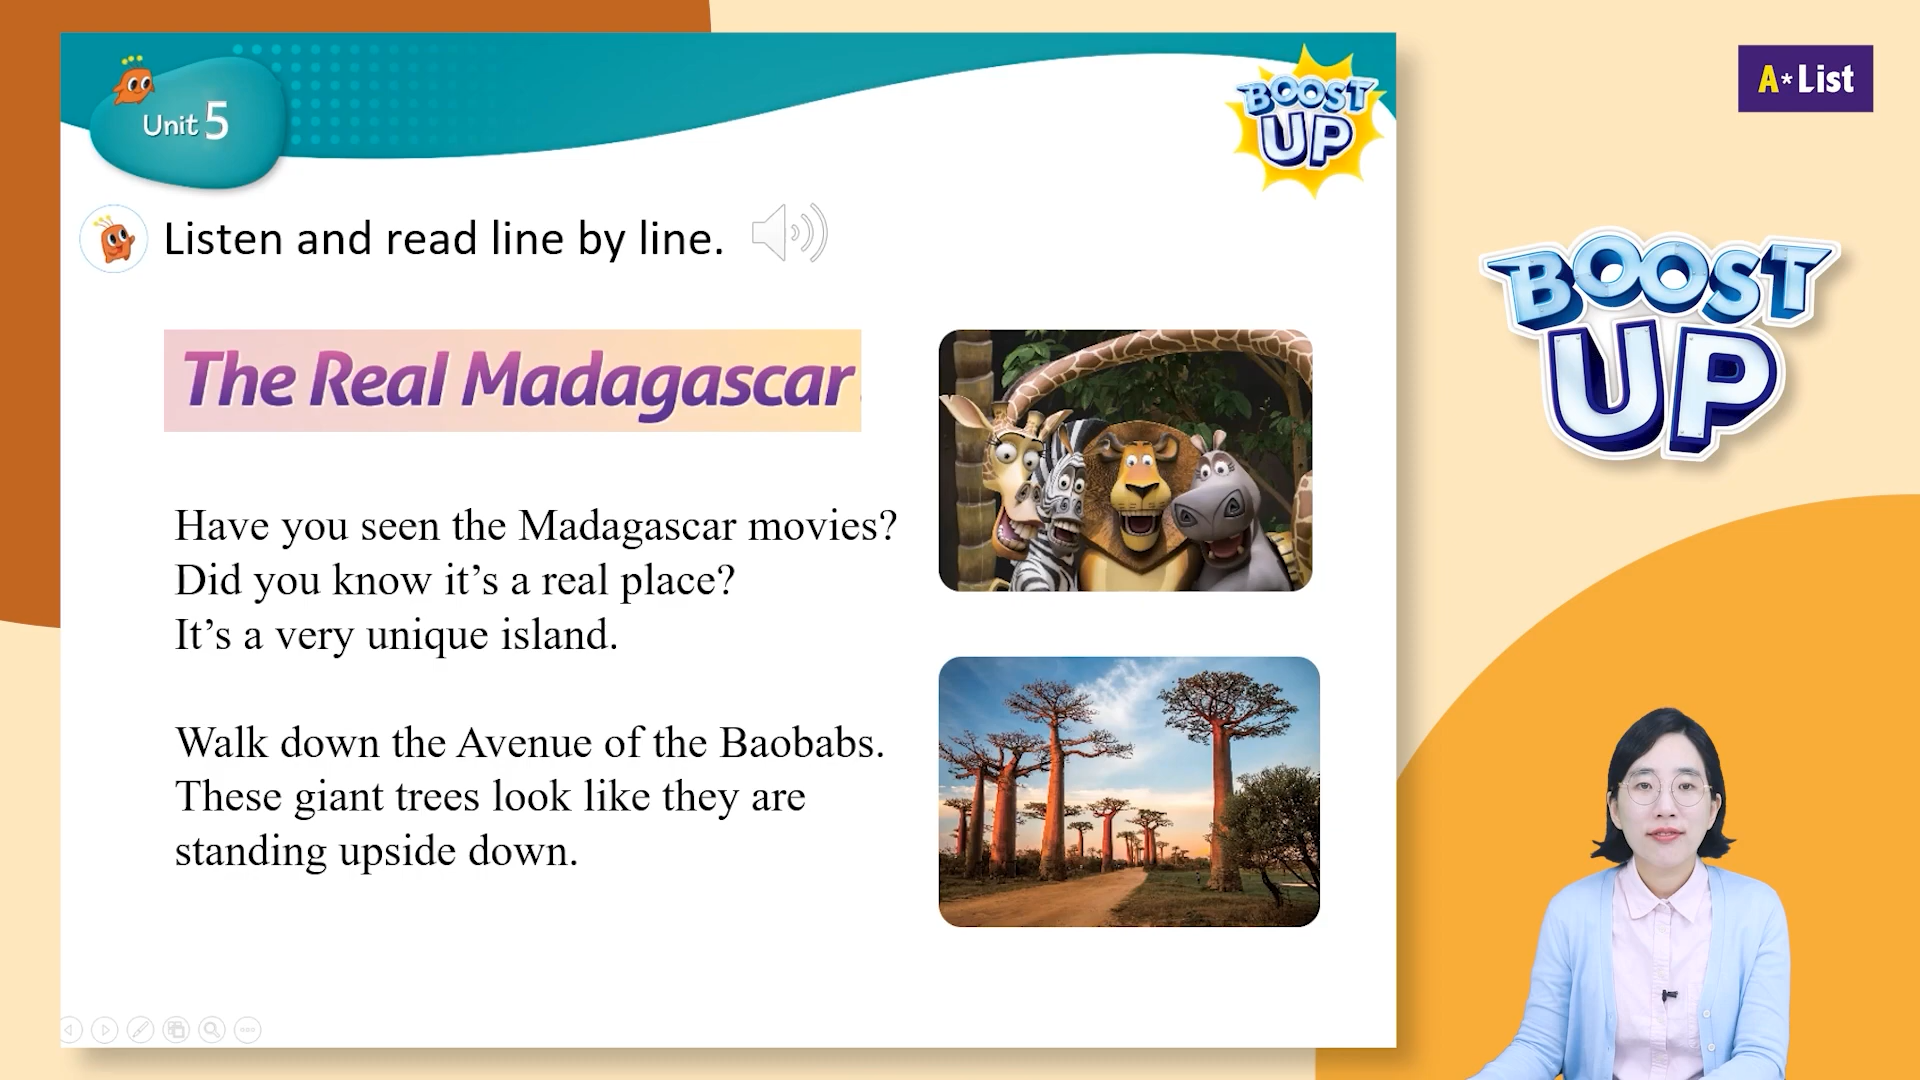 Unit 5
BOOST
UP
A*List
Listen and read line by line.
BOOST
UP
The Real Madagascar
Have you seen the Madagascar movies?
Did you know it’s a real place?
It’s a very unique island.
Walk down the Avenue of the Baobabs.
These giant trees look like they are
standing upside down.